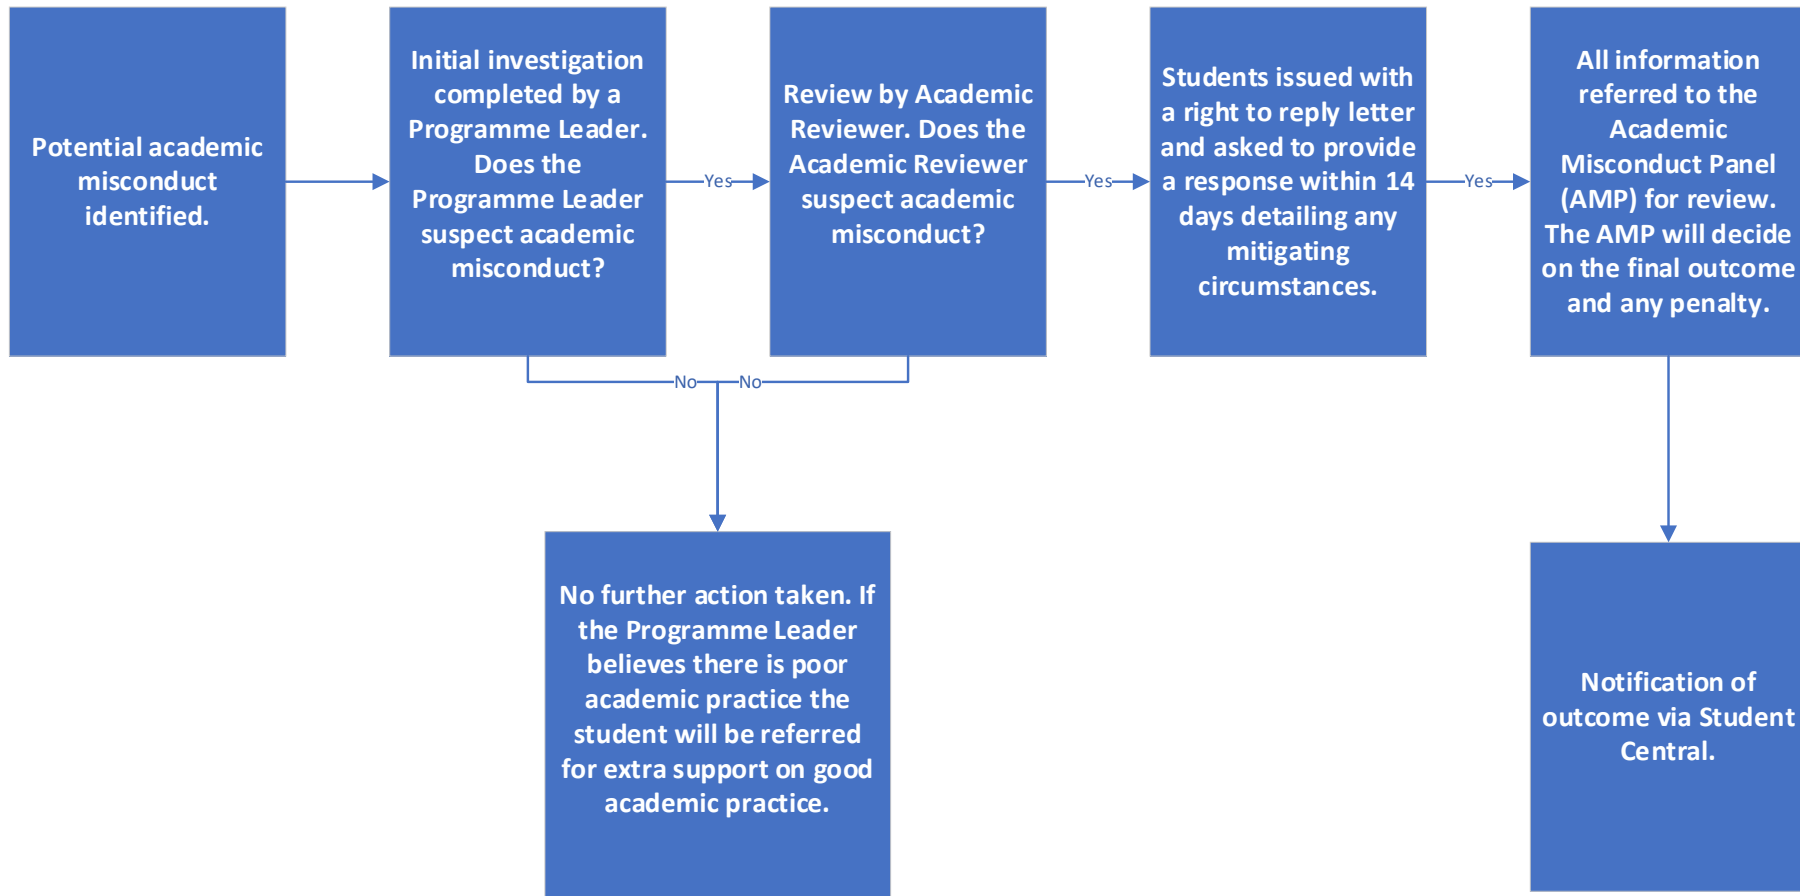 Potential academic
misconduct
identified.
Initial investigation
completed by a
Programme Leader.
Does the
Programme Leader
suspect academic
misconduct?
Yes
Review by Academic
Reviewer. Does the
Academic Reviewer
suspect academic
misconduct?
Yes
Students issued with
a right to reply letter
and asked to provide
a response within 14
days detailing any
mitigating
circumstances.
Yes
All information
referred to the
Academic
Misconduct Panel
(AMP) for review.
The AMP will decide
on the final outcome
and any penalty.
No
No
No further action taken. If
the Programme Leader
believes there is poor
academic practice the
student will be referred
for extra support on good
academic practice.
Notification of
outcome via Student
Central.